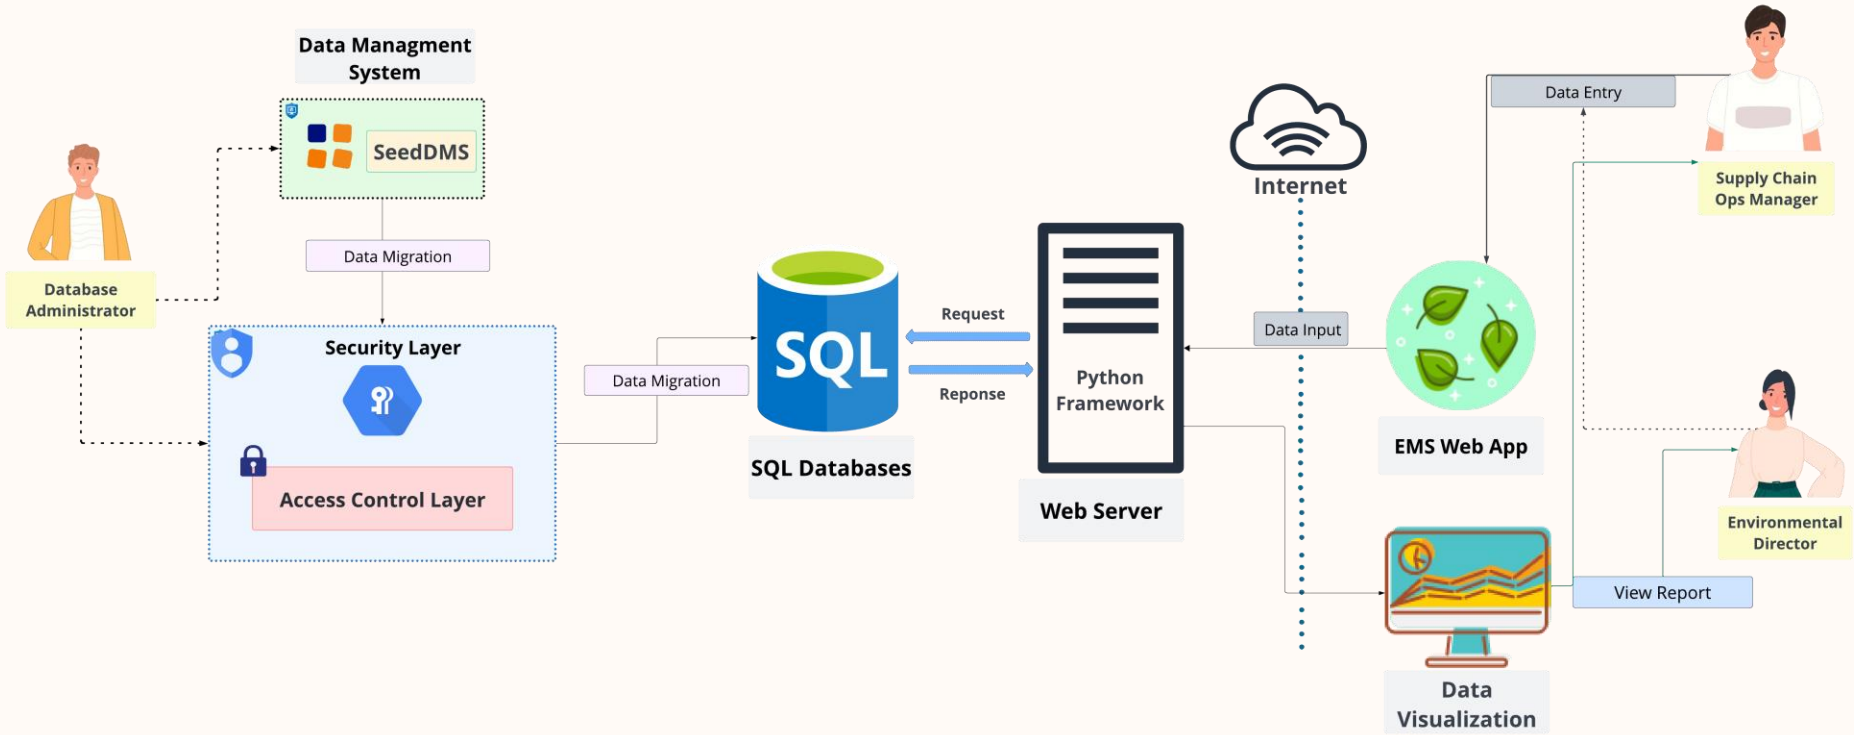 Data Managment
System
SeedDMS
Data Migration
Database
Administrator
Security Layer
Access Control Layer
Data Migration
SQL
SQL Databases
Request
Reponse
Python
Framework
Web Server
Internet
Data Input
Data Entry
Supply Chain
Ops Manager
EMS Web App
Environmental
Director
View Report
Data
Visualization